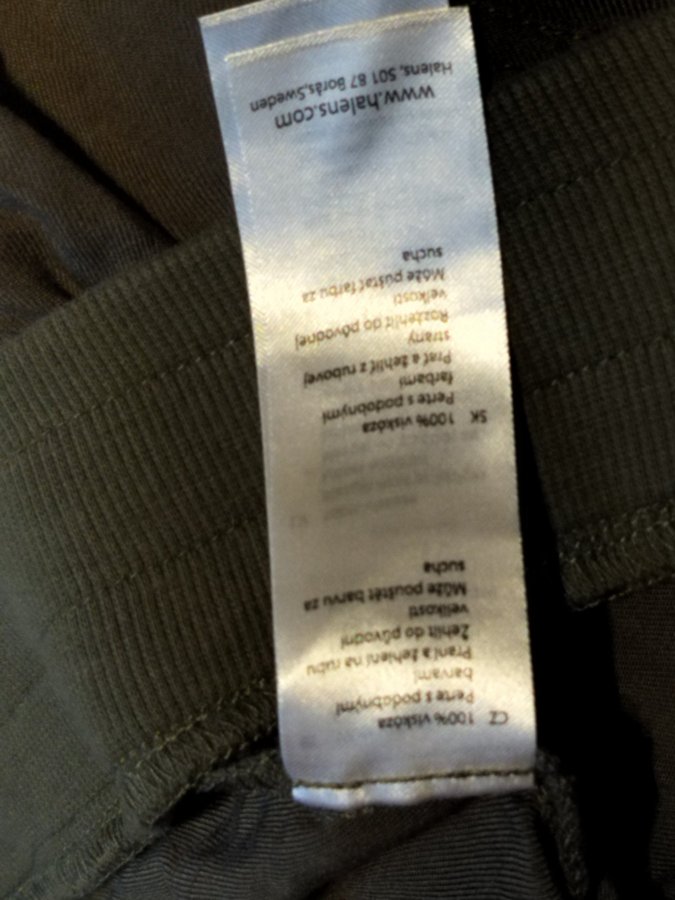 CZ 100% viskóza
Perte s podobnými
barvami
Praní a žehlení na rubu
Žehlit do původní
velikosti
Může pouštět barvu za
sucha
SK 100% viskóza
Perte s podobnými
farbami
Prať a žehliť z rubovej
strany
Rozžehliť do pôvodnej
veľkosti
Môže púšťať farbu za
sucha
www.halens.com
Halens, 501 87 Borås,Sweden